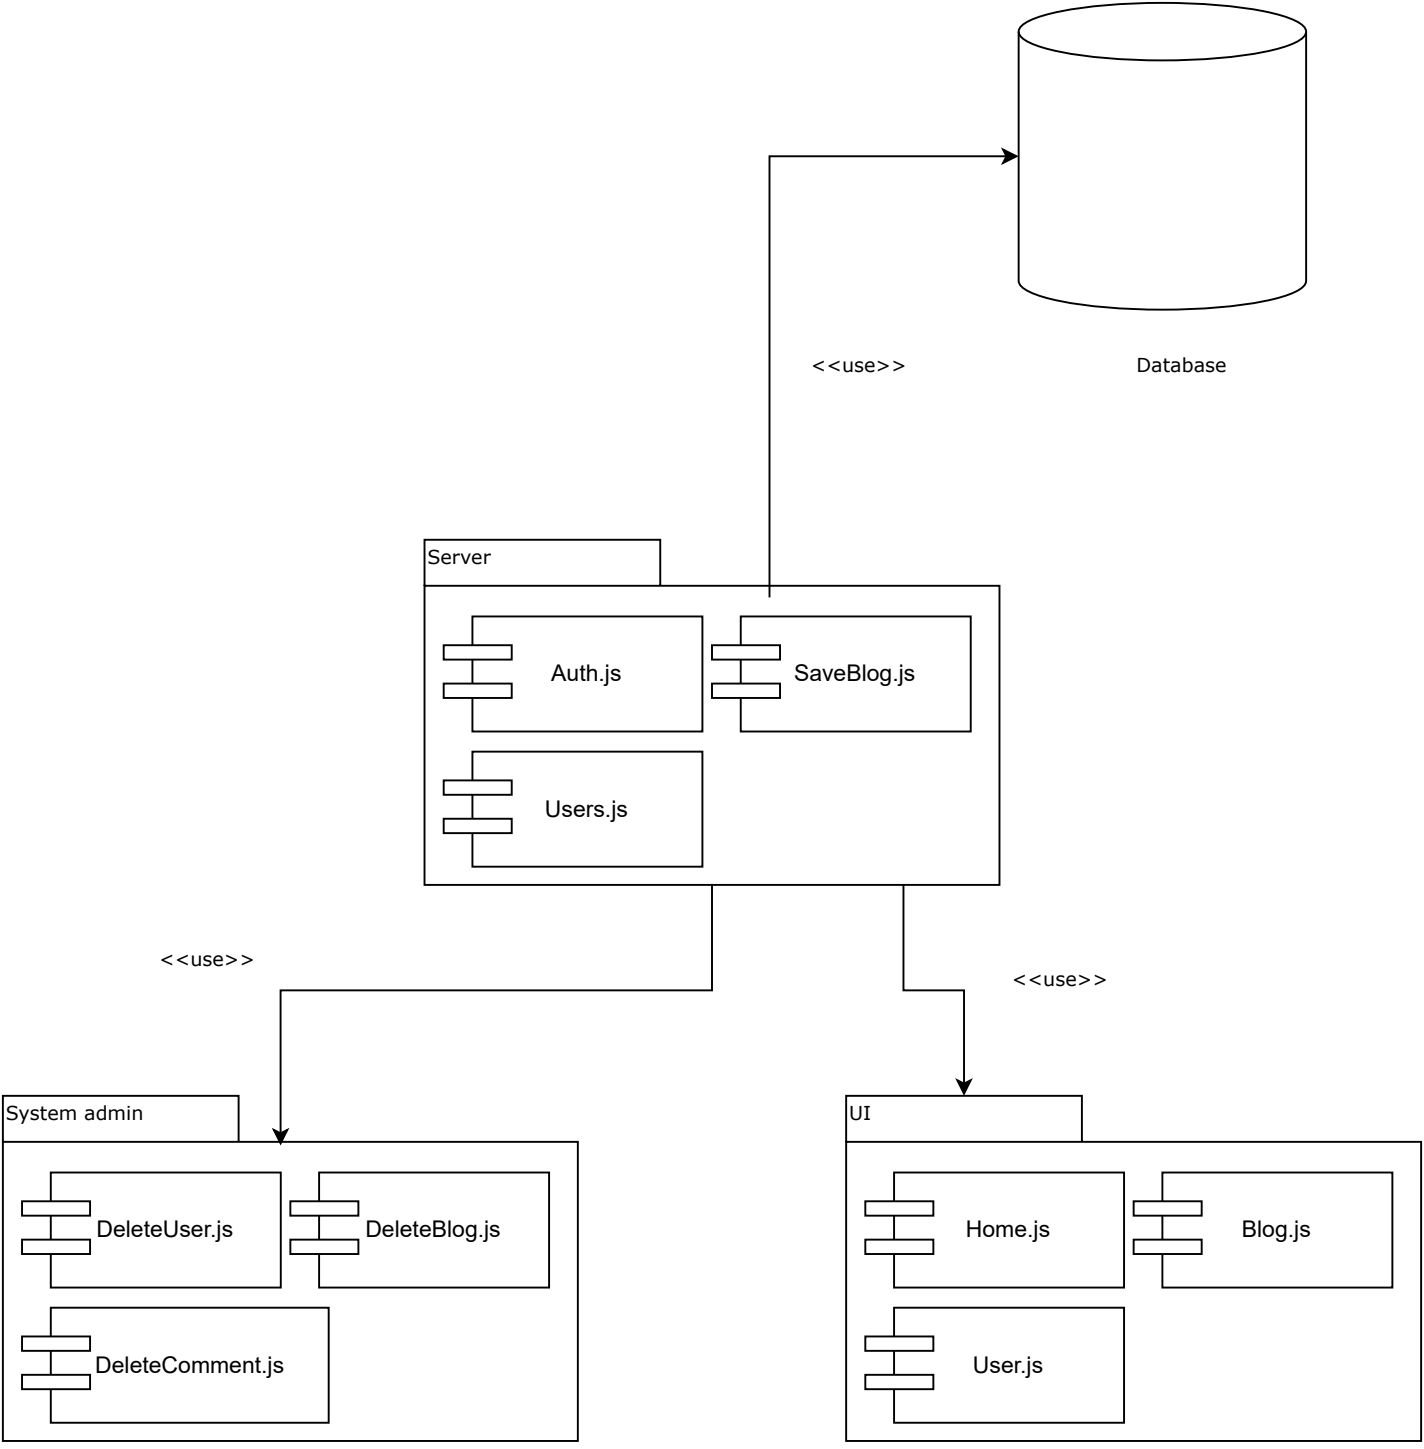 <<use>>
Database
Server
Auth.js
SaveBlog.js
Users.js
<<use>>
<<use>>
System admin
DeleteUser.js
DeleteBlog.js
DeleteComment.js
UI
Home.js
Blog.js
User.js